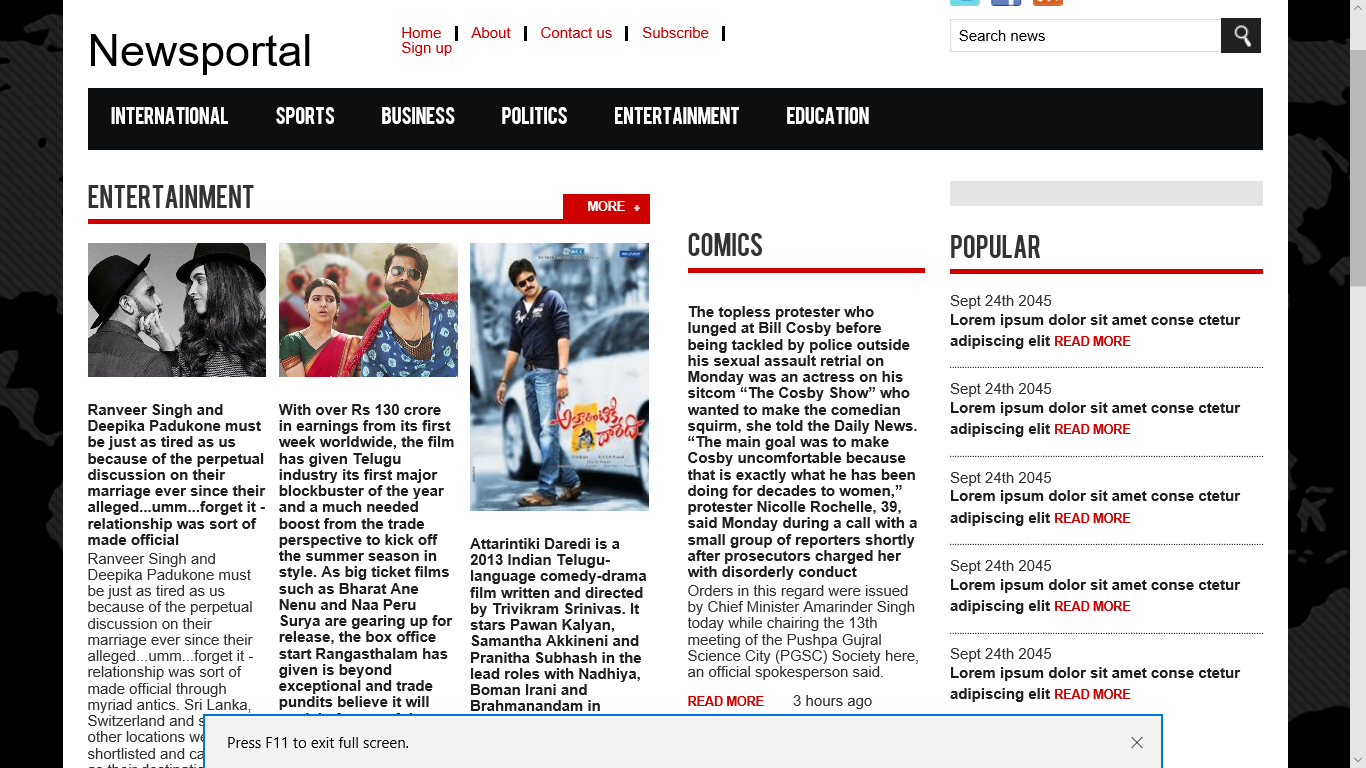 Newsportal
Home
About
Contact us
Subscribe
Sign up
Search news
INTERNATIONAL
SPORTS
BUSINESS
POLITICS
ENTERTAINMENT
EDUCATION
ENTERTAINMENT
MORE +
Ranveer Singh and
Deepika Padukone must
be just as tired as us
because of the perpetual
discussion on their
marriage ever since their
alleged...umm...forget it -
relationship was sort of
made official
Ranveer Singh and
Deepika Padukone must
be just as tired as us
because of the perpetual
discussion on their
marriage ever since their
alleged...umm...forget it -
relationship was sort of
made official through
myriad antics. Sri Lanka,
Switzerland and
other locations
shortlisted and
With over Rs 130 crore
in earnings from its first
week worldwide, the film
has given Telugu
industry its first major
blockbuster of the year
and a much needed
boost from the trade
perspective to kick off
the summer season in
style. As big ticket films
such as Bharat Ane
Nenu and Naa Peru
Surya are gearing up for
release, the box office
start Rangasthalam has
given is beyond
exceptional and trade
pundits believe it will
అత్తారింటికి
దారేది
Attarintiki Daredi is a
2013 Indian Telugu-
language comedy-drama
film written and directed
by Trivikram Srinivas. It
stars Pawan Kalyan,
Samantha Akkineni and
Pranitha Subhash in the
lead roles with Nadhiya,
Boman Irani and
Brahmanandam in
COMICS
The topless protester who
lunged at Bill Cosby before
being tackled by police outside
his sexual assault retrial on
Monday was an actress on his
sitcom “The Cosby Show” who
wanted to make the comedian
squirm, she told the Daily News.
“The main goal was to make
Cosby uncomfortable because
that is exactly what he has been
doing for decades to women,”
protester Nicolle Rochelle, 39,
said Monday during a call with a
small group of reporters shortly
after prosecutors charged her
with disorderly conduct
Orders in this regard were issued
by Chief Minister Amarinder Singh
today while chairing the 13th
meeting of the Pushpa Gujral
Science City (PGSC) Society here,
an official spokesperson said.
READ MORE 3 hours ago
POPULAR
Sept 24th 2045
Lorem ipsum dolor sit amet conse ctetur
adipiscing elit READ MORE
Sept 24th 2045
Lorem ipsum dolor sit amet conse ctetur
adipiscing elit READ MORE
Sept 24th 2045
Lorem ipsum dolor sit amet conse ctetur
adipiscing elit READ MORE
Sept 24th 2045
Lorem ipsum dolor sit amet conse ctetur
adipiscing elit READ MORE
Sept 24th 2045
Lorem ipsum dolor sit amet conse ctetur
adipiscing elit READ MORE
Press F11 to exit full screen.